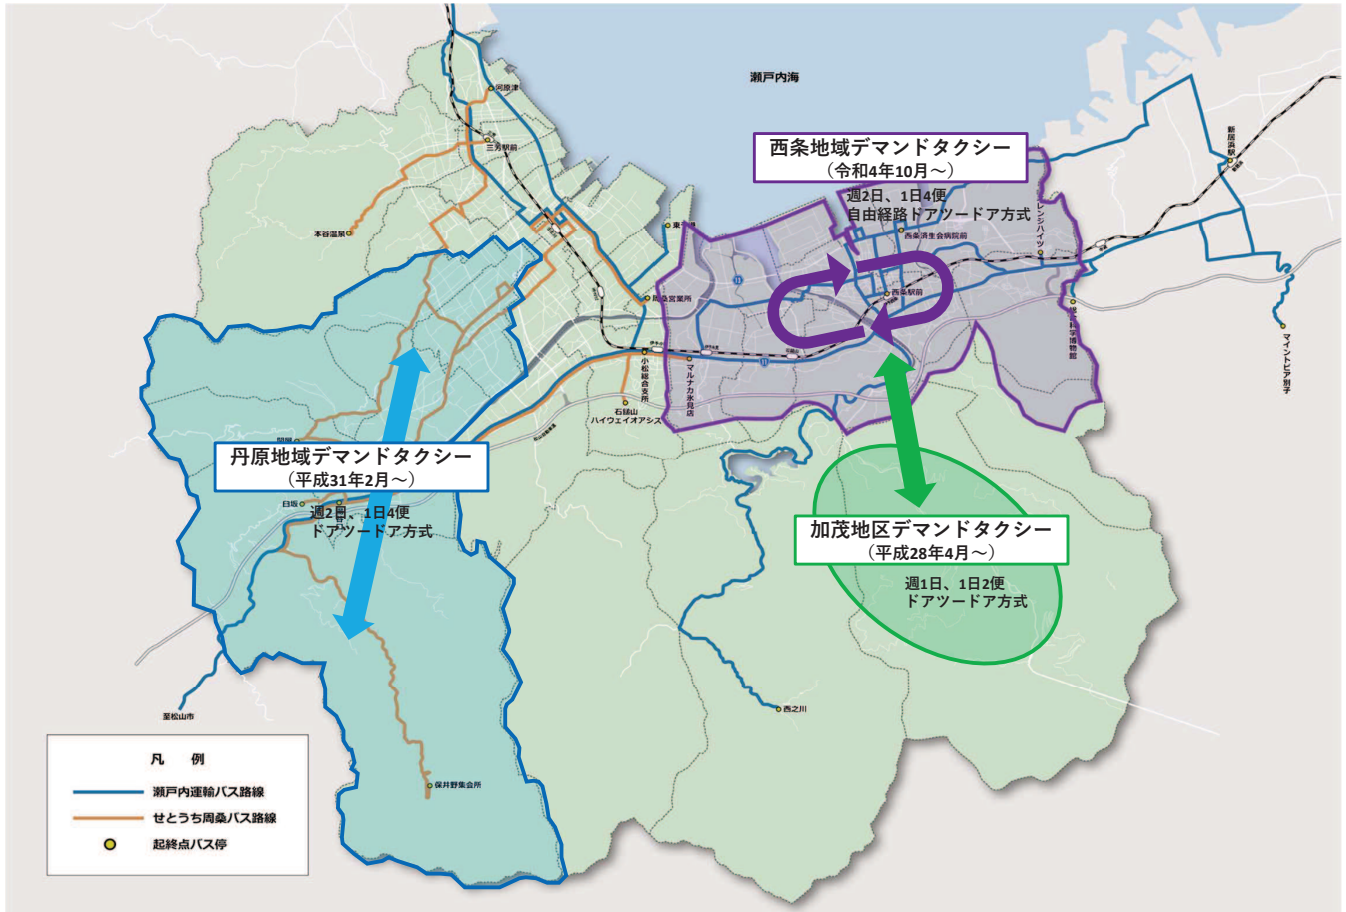 瀬戸内海
河原津
三芳駅前
本谷温泉
新居浜駅
西条地域デマンドタクシー
（令和4年10月～）
週2日、1日4便
自由経路ドアツードア方式
西条済生会病院前
レンジハイツ
西条駅前
11
周桑営業所
小松総合支所
マルナカ氷見店
11
石鎚山
ハイウェイオアシス
マイントピア別子
丹原地域デマンドタクシー
（平成31年2月～）
臼坂
週2日、1日4便
ドアツードア方式
加茂地区デマンドタクシー
（平成28年4月～）
週1日、1日2便
ドアツードア方式
至松山市
西之川
保井野集会所
凡　例
瀬戸内運輸バス路線
せとうち周桑バス路線
起終点バス停